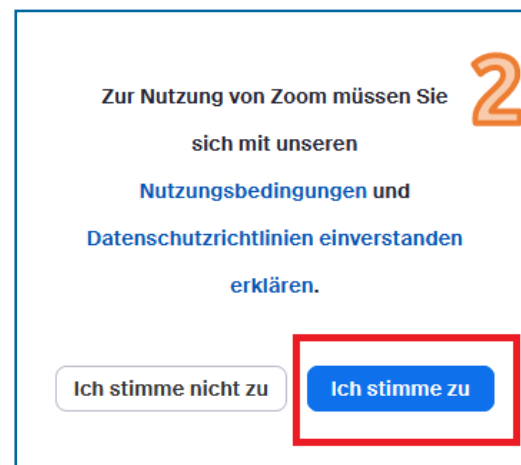 2
Zur Nutzung von Zoom müssen Sie
sich mit unseren
Nutzungsbedingungen und
Datenschutzrichtlinien einverstanden
erklären.
Ich stimme nicht zu
Ich stimme zu